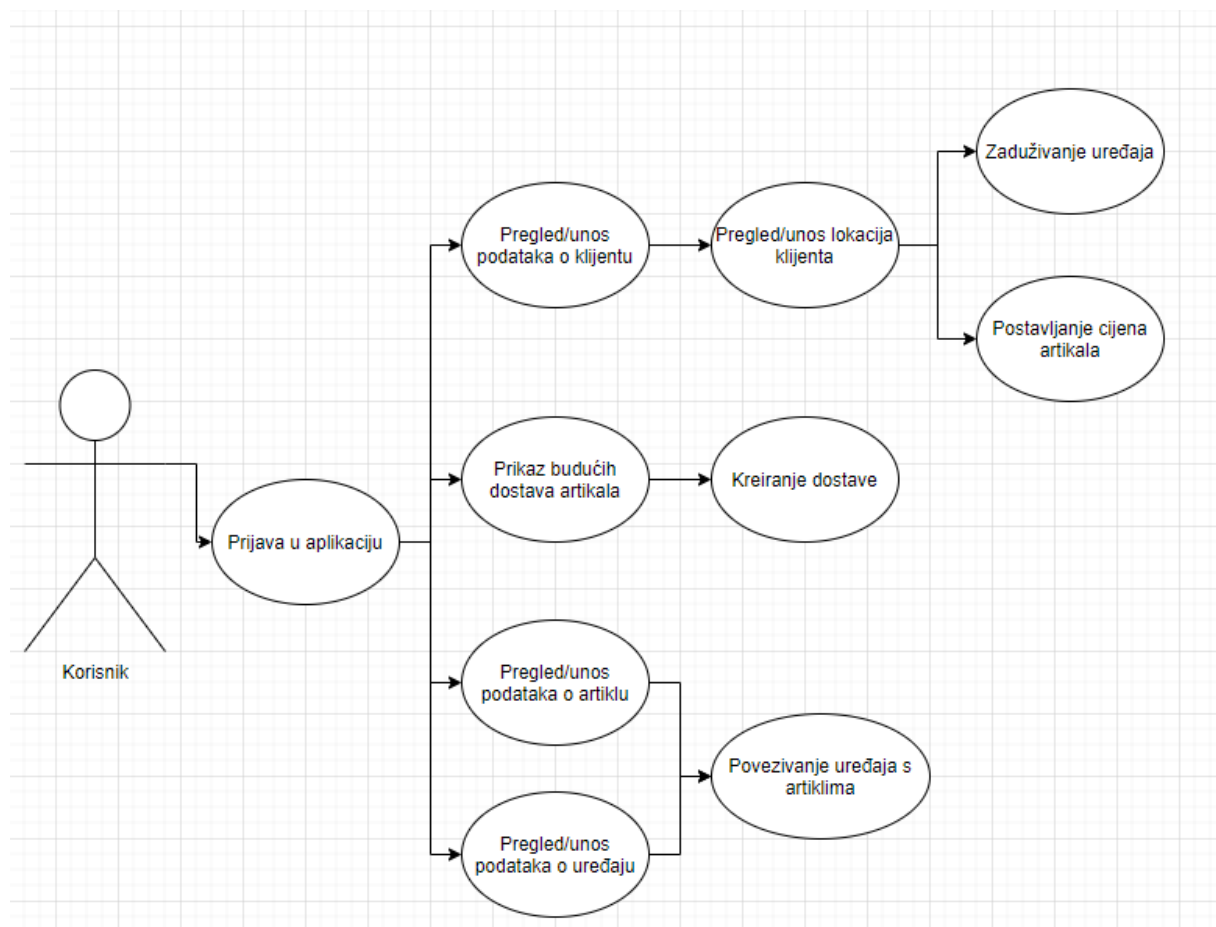 Zaduživanje uređaja
Pregled/unos
podataka o klijentu
Pregled/unos lokacija
klijenta
Postavljanje cijena
artikala
Prikaz budućih
dostava artikala
Kreiranje dostave
Prijava u aplikaciju
Korisnik
Pregled/unos
podataka o artiklu
Povezivanje uređaja s
artiklima
Pregled/unos
podataka o uređaju